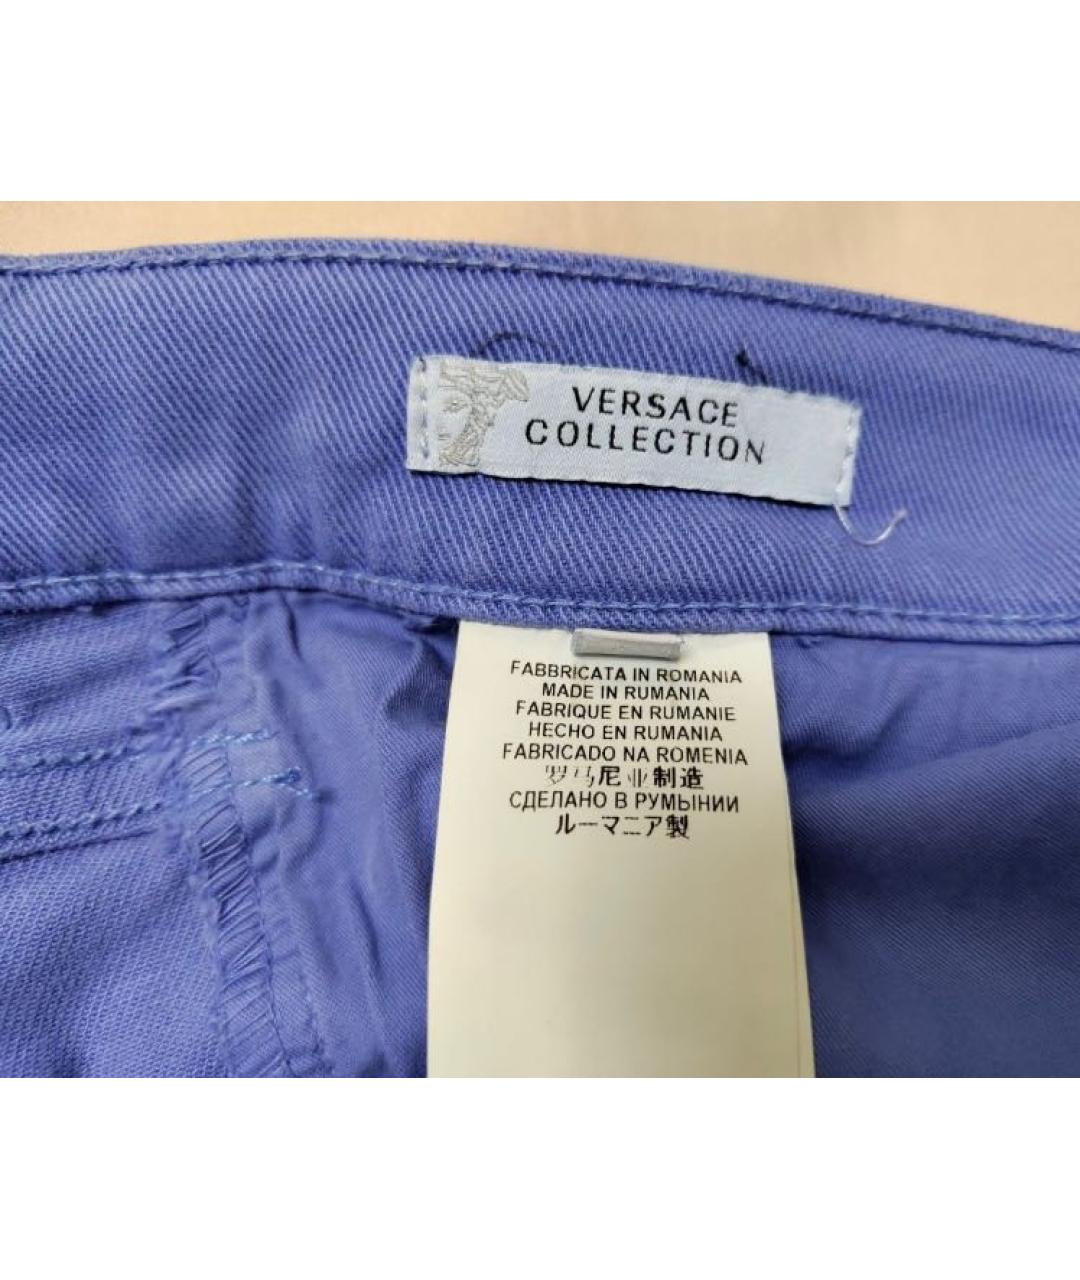 VERSACE
COLLECTION
FABBRICATA IN ROMANIA
MADE IN RUMANIA
FABRIQUE EN RUMANIE
HECHO EN RUMANIA
FABRICADO NA ROMENIA
罗马尼亚制造
СДЕЛАНО В РУМЫНИИ
ルーマニア製